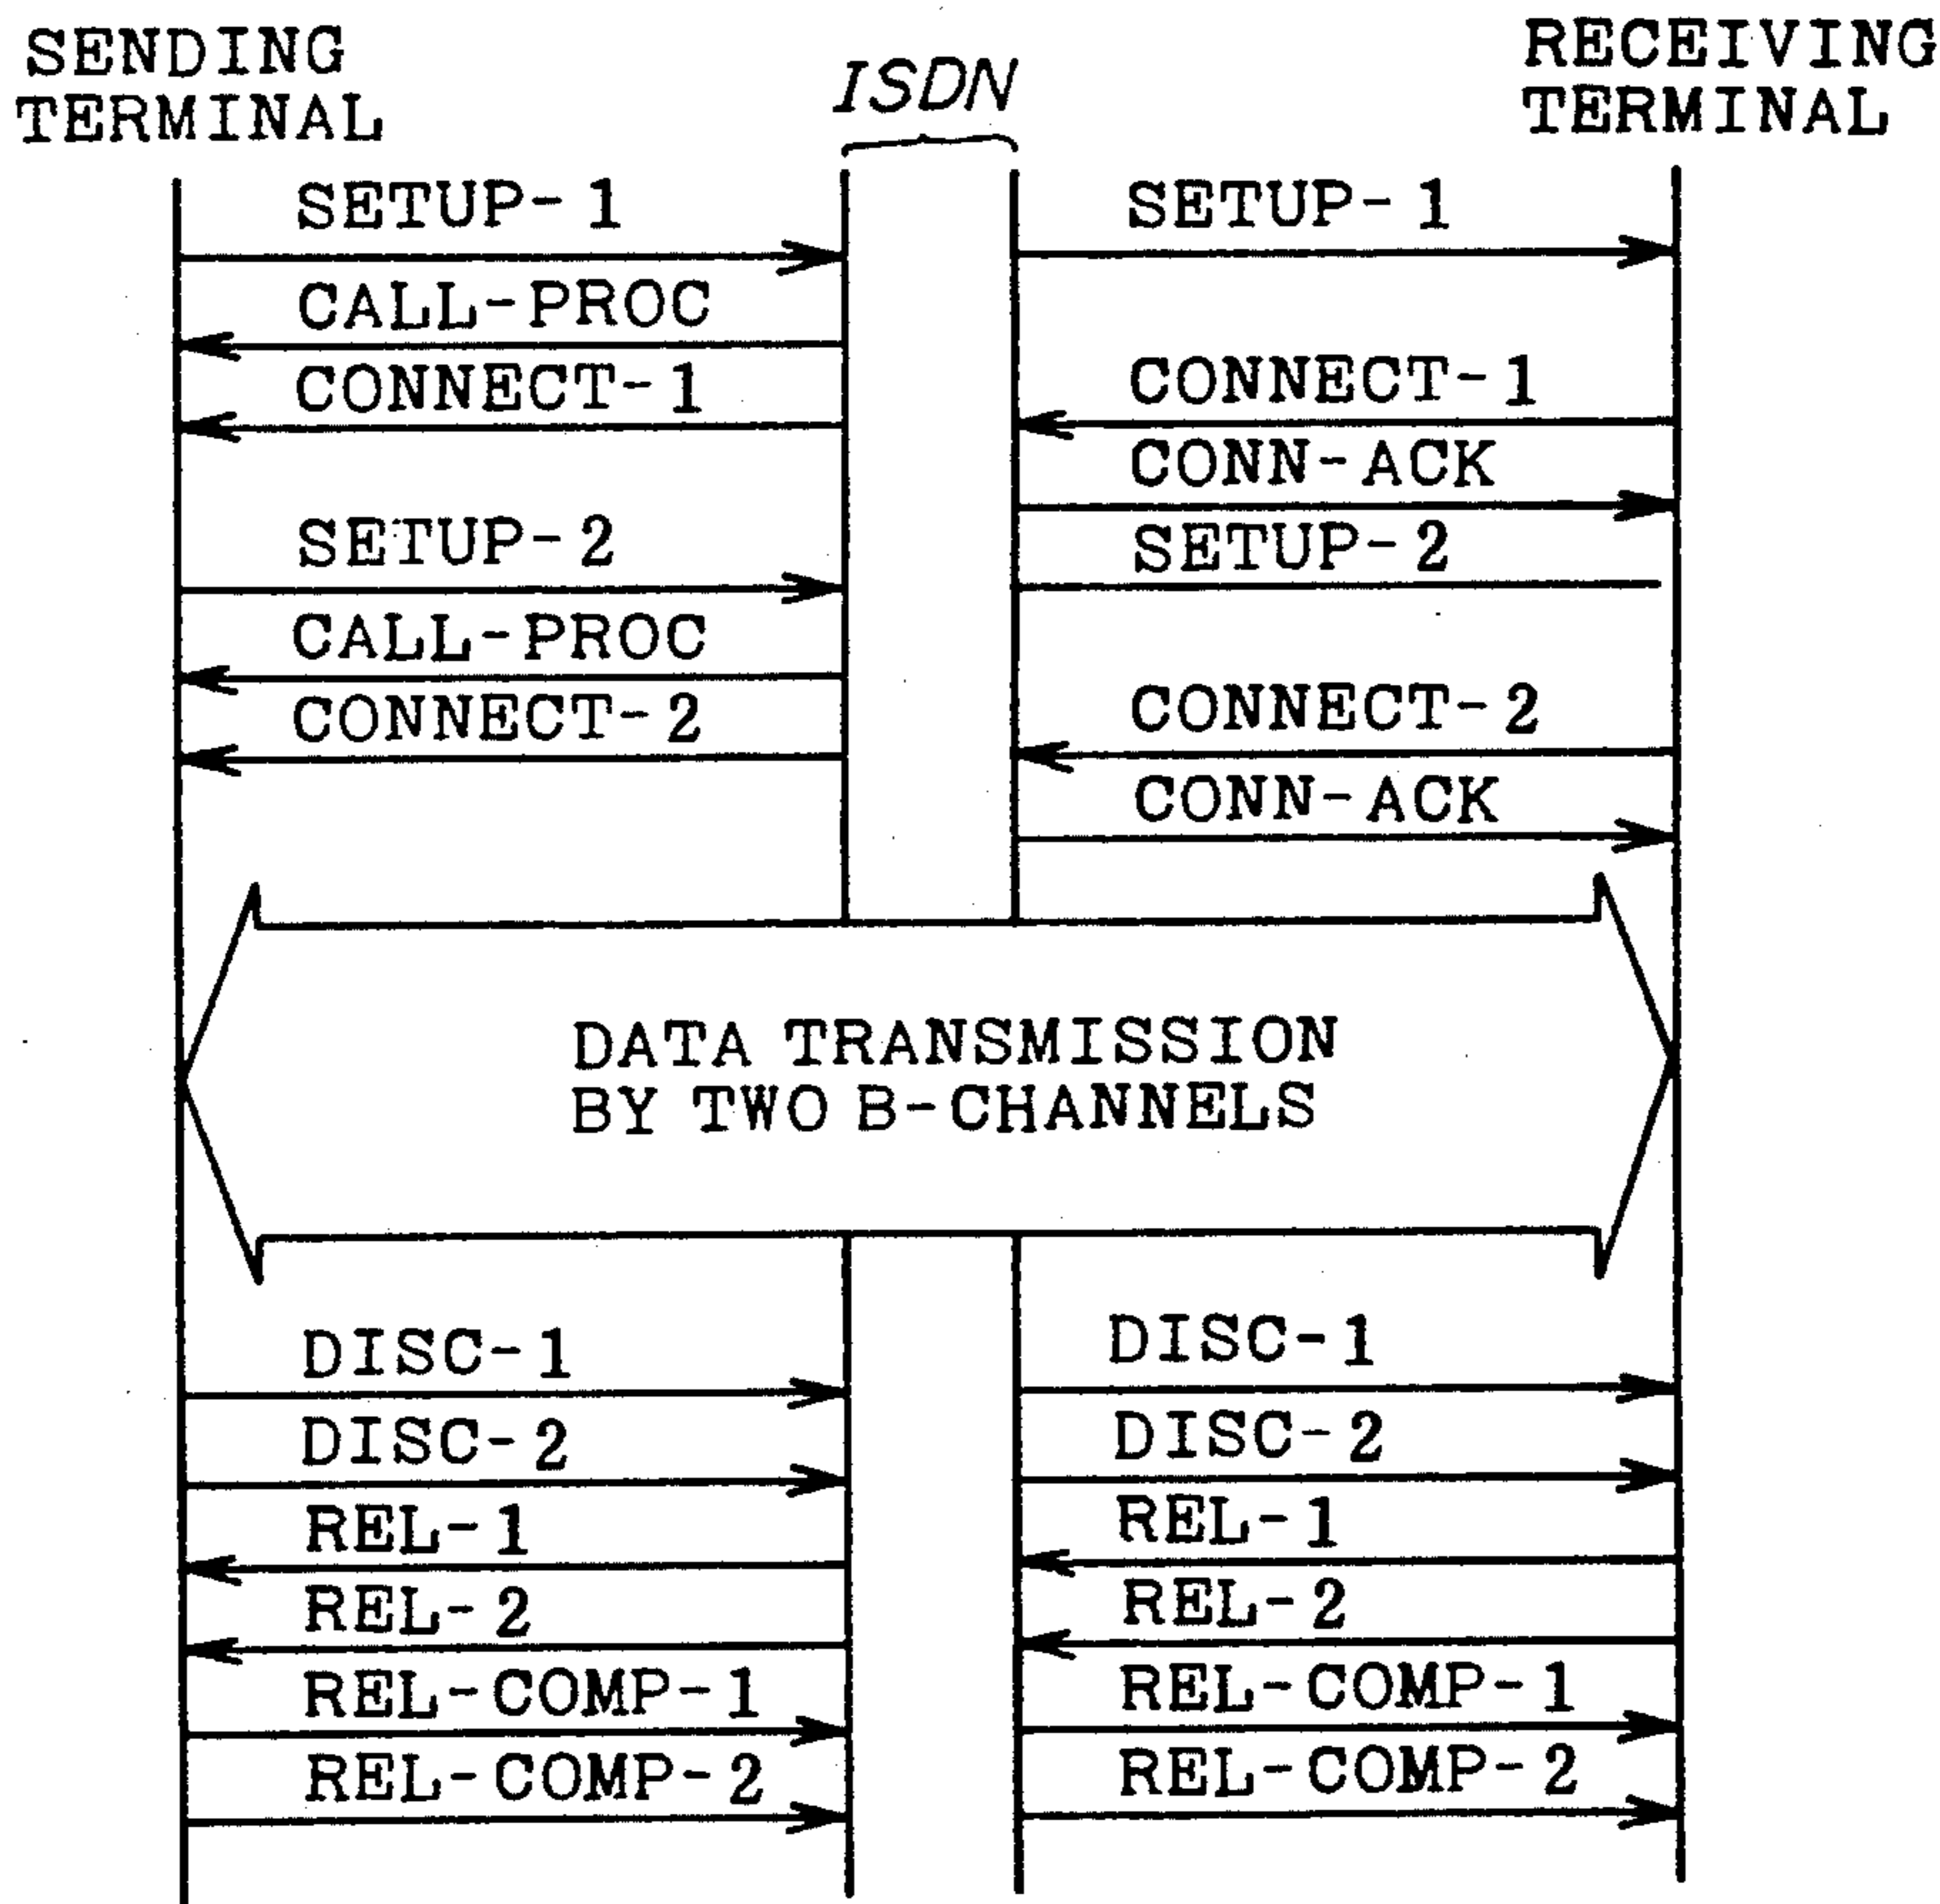 SENDING
TERMINAL
ISDN
RECEIVING
TERMINAL
SETUP-1
SETUP-1
CALL-PROC
CONNECT-1
CONNECT-1
CONN-ACK
SETUP-2
SETUP-2
CALL-PROC
CONNECT-2
CONNECT-2
CONN-ACK
DATA TRANSMISSION
BY TWO B-CHANNELS
DISC-1
DISC-1
DISC-2
DISC-2
REL-1
REL-1
REL-2
REL-2
REL-COMP-1
REL-COMP-1
REL-COMP-2
REL-COMP-2